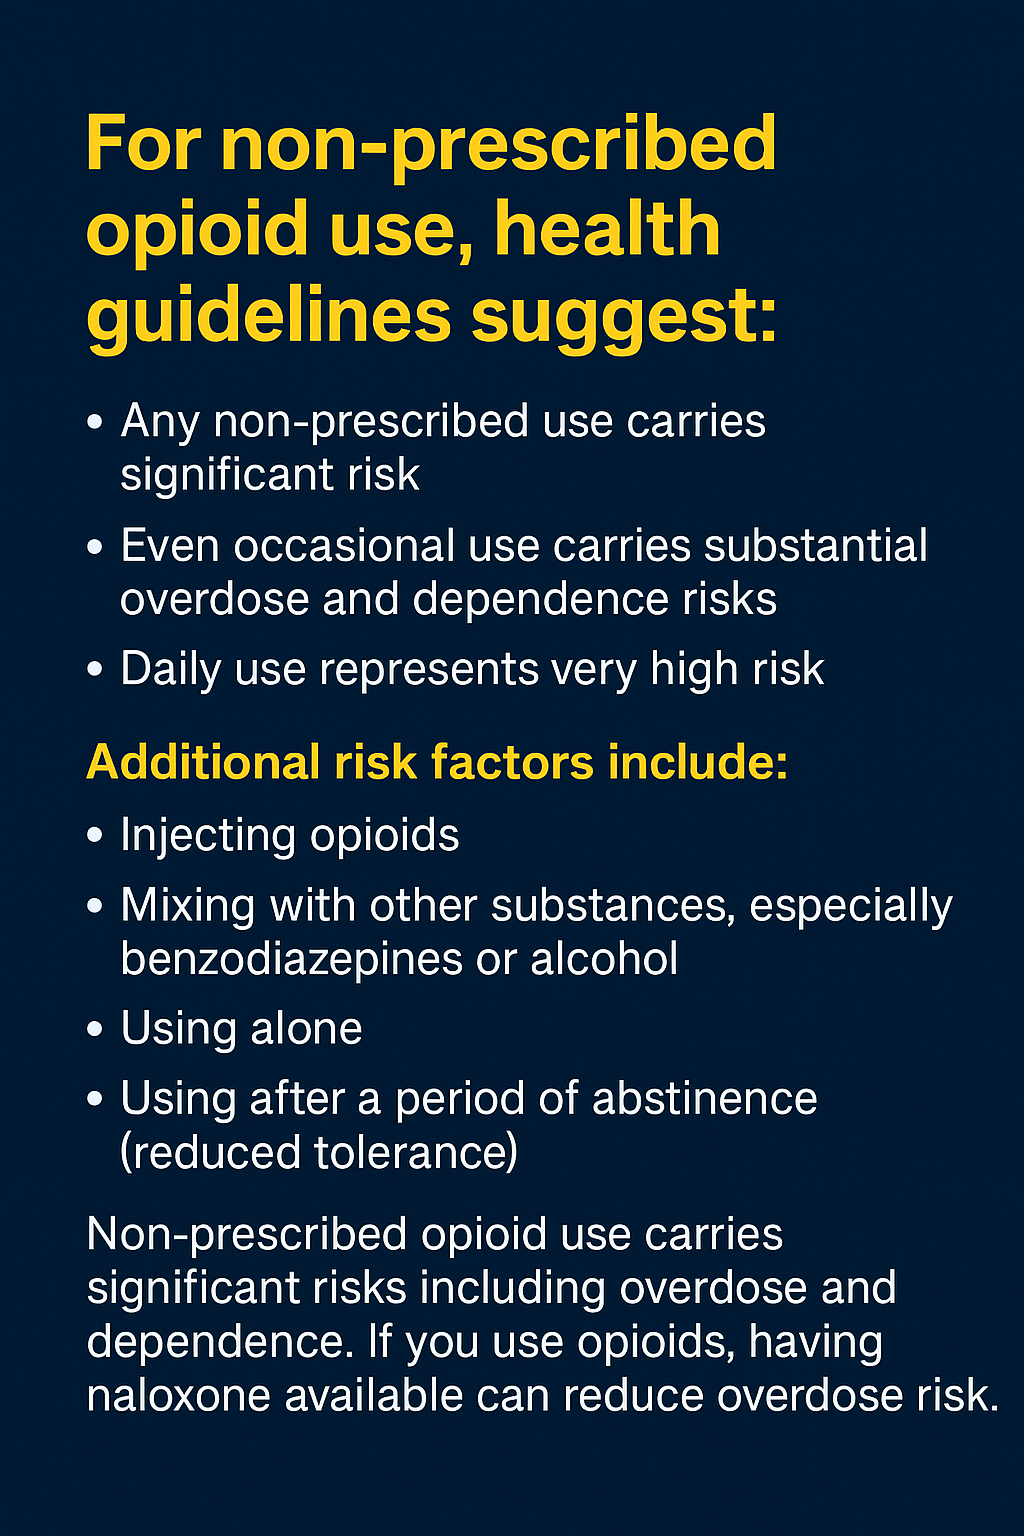 For non-prescribed
opioid use, health
guidelines suggest:
• Any non-prescribed use carries
significant risk
• Even occasional use carries substantial
overdose and dependence risks
• Daily use represents very high risk
Additional risk factors include:
• Injecting opioids
• Mixing with other substances, especially
benzodiazepines or alcohol
• Using alone
• Using after a period of abstinence
(reduced tolerance)
Non-prescribed opioid use carries
significant risks including overdose and
dependence. If you use opioids, having
naloxone available can reduce overdose risk.